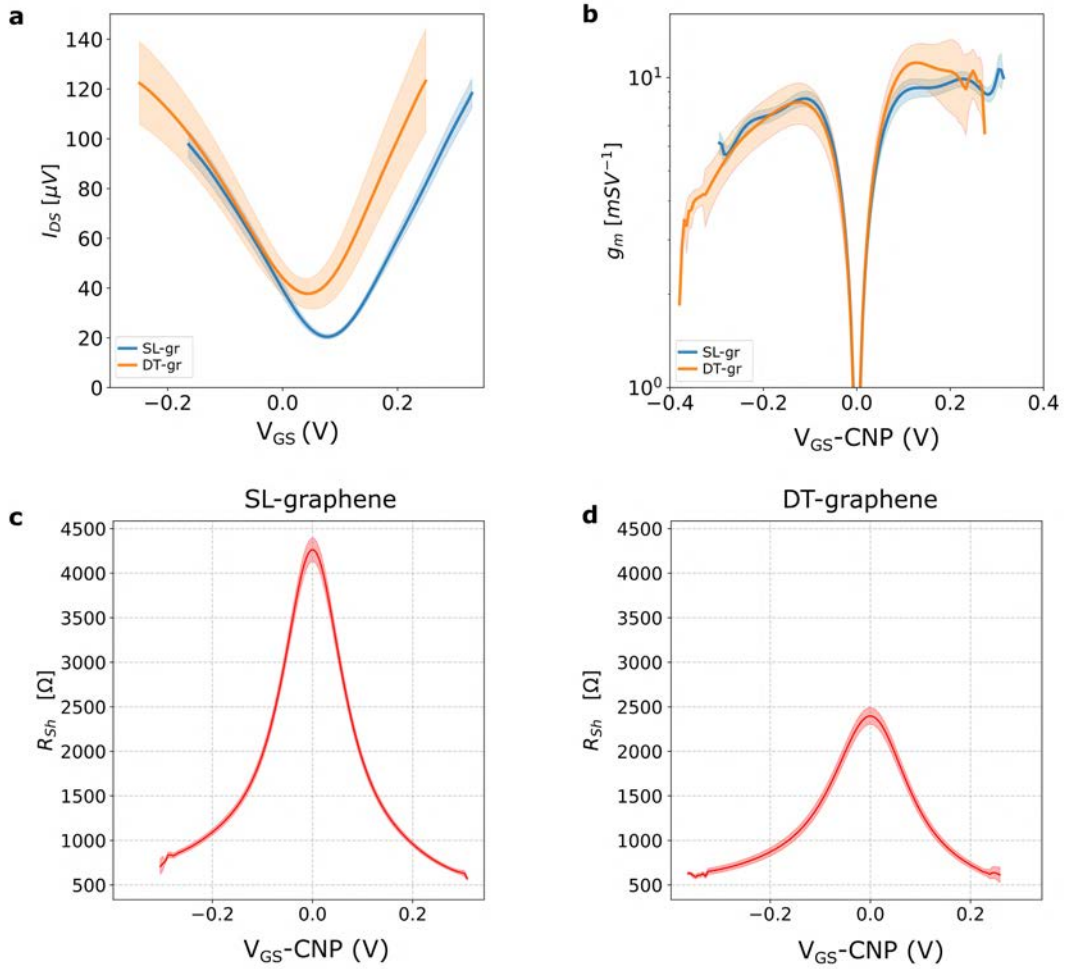 a
I_DS [µV]
140
120
100
80
60
40
20
0
SL-gr
DT-gr
−0.2
0.0
0.2
V_GS (V)
b
g_m [mSV⁻¹]
10¹
10⁰
SL-gr
DT-gr
−0.4
−0.2
0.0
0.2
0.4
V_GS-CNP (V)
c
SL-graphene
R_Sh [Ω]
4500
4000
3500
3000
2500
2000
1500
1000
500
−0.2
0.0
0.2
V_GS-CNP (V)
d
DT-graphene
R_Sh [Ω]
4500
4000
3500
3000
2500
2000
1500
1000
500
−0.2
0.0
0.2
V_GS-CNP (V)